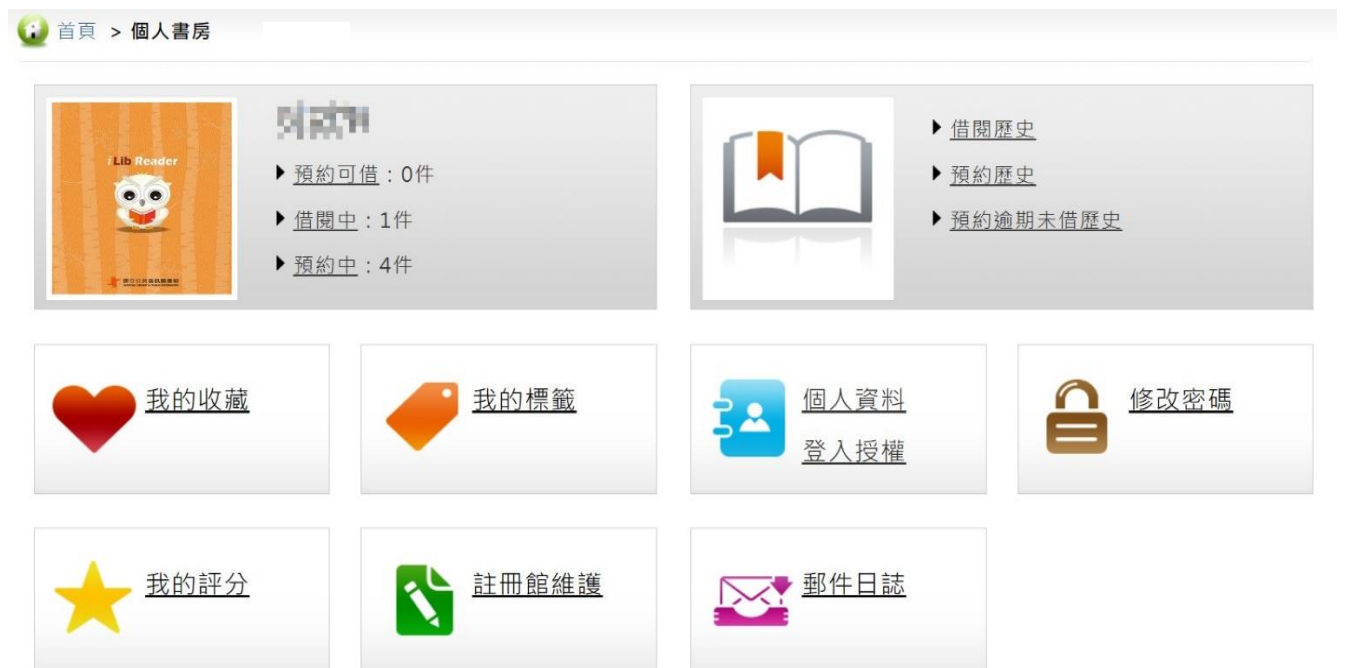 首頁 > 個人書房
i Lib Reader
預約可借：0件
借閱中：1件
預約中：4件
借閱歷史
預約歷史
預約逾期未借歷史
我的收藏
我的標籤
個人資料
登入授權
修改密碼
我的評分
註冊館維護
郵件日誌